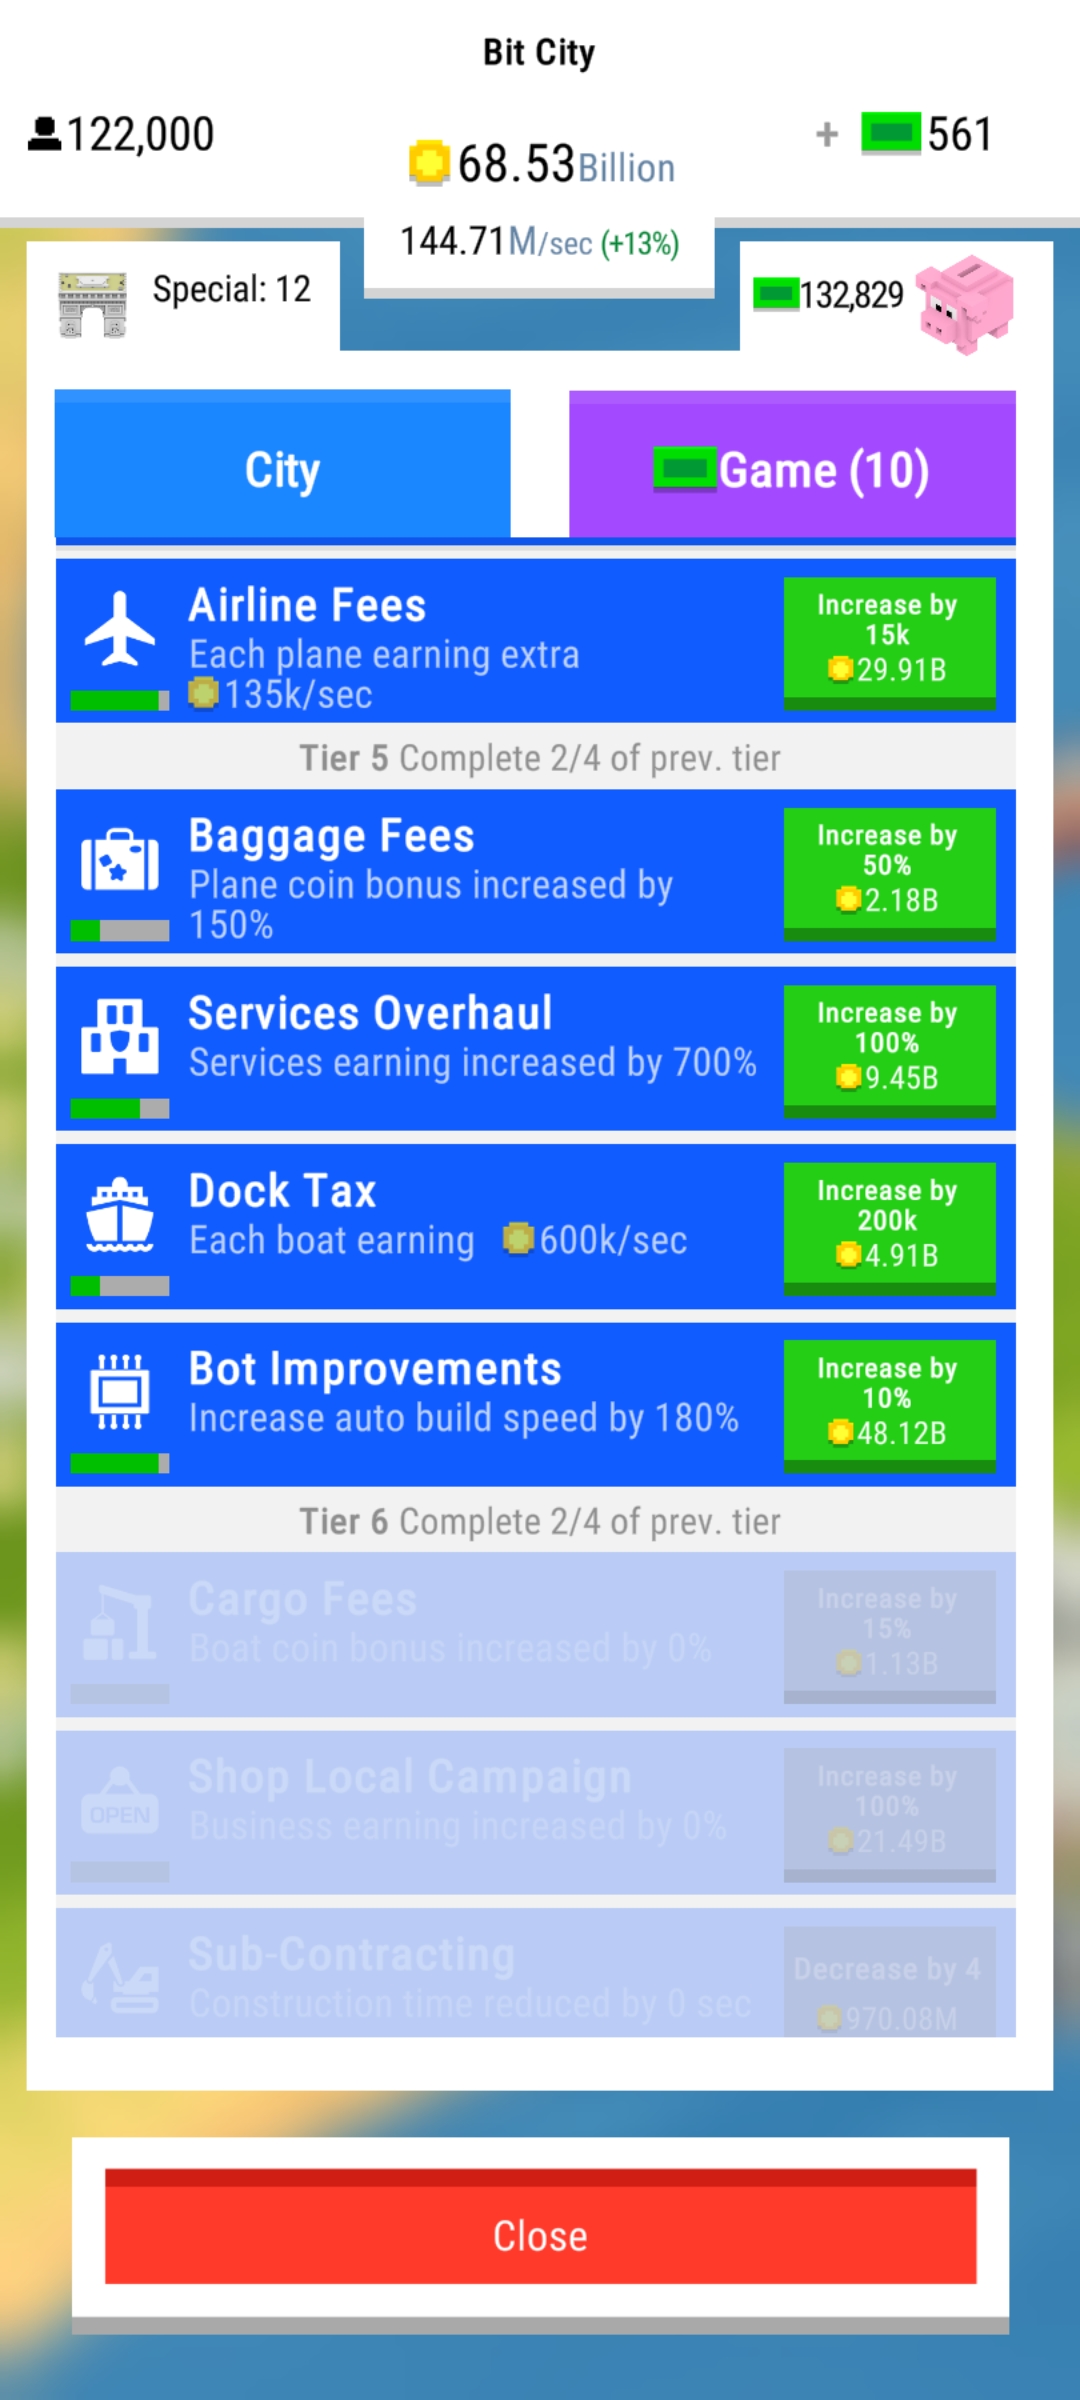 Bit City
122,000
68.53Billion
+ 561
144.71M/sec (+13%)
Special: 12
132,829
City
Game (10)
Airline Fees
Each plane earning extra
135k/sec
Increase by
15k
29.91B
Tier 5 Complete 2/4 of prev. tier
Baggage Fees
Plane coin bonus increased by
150%
Increase by
50%
2.18B
Services Overhaul
Services earning increased by 700%
Increase by
100%
9.45B
Dock Tax
Each boat earning 600k/sec
Increase by
200k
4.91B
Bot Improvements
Increase auto build speed by 180%
Increase by
10%
48.12B
Tier 6 Complete 2/4 of prev. tier
Cargo Fees
Boat coin bonus increased by 0%
Increase by
15%
1.13B
OPEN
Shop Local Campaign
Business earning increased by 0%
Increase by
100%
21.49B
Sub-Contracting
Construction time reduced by 0 sec
Decrease by 4
970.08M
Close